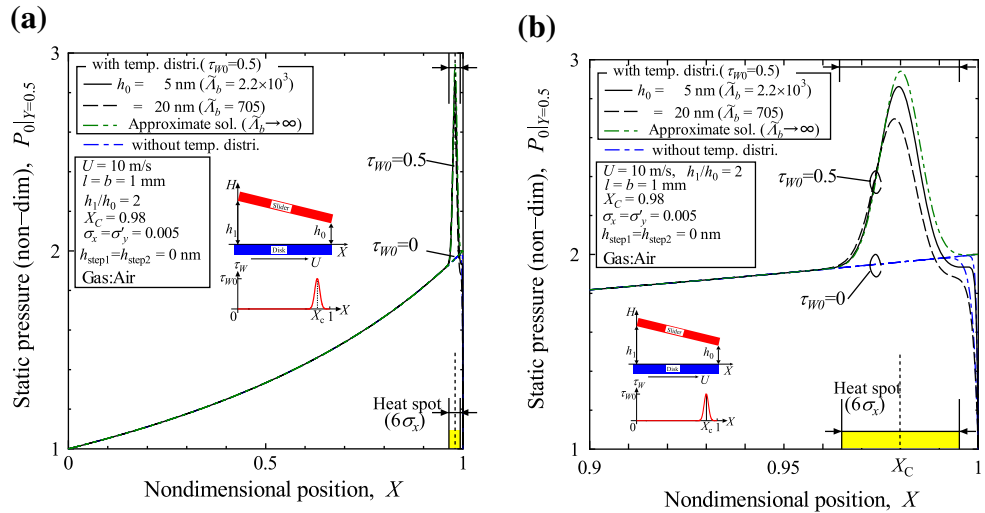 (a)
3
2
1
0
0.5
1
Static pressure (non−dim), P₀|Y=0.5
Nondimensional position, X
with temp. distri.( τW0=0.5)
h₀ = 5 nm ( Λ̃b = 2.2×10³)
= 20 nm ( Λ̃b = 705)
Approximate sol. ( Λ̃b→∞)
without temp. distri.
U = 10 m/s
l = b = 1 mm
h₁/h₀ = 2
XC = 0.98
σx = σ′y = 0.005
hstep1=hstep2 = 0 nm
Gas:Air
τW0=0.5
τW0=0
H
Slider
h₁
h₀
Disk
X
U
τW
τW0
0
Xc
1
X
Heat spot
(6σx)
(b)
3
2
1
0.9
0.95
XC
1
Static pressure (non−dim), P₀|Y=0.5
Nondimensional position, X
with temp. distri.( τW0=0.5)
h₀ = 5 nm ( Λ̃b = 2.2×10³)
= 20 nm ( Λ̃b = 705)
Approximate sol. ( Λ̃b→∞)
without temp. distri.
U = 10 m/s, h₁/h₀ = 2
l = b = 1 mm
XC = 0.98
σx = σ′y = 0.005
hstep1=hstep2 = 0 nm
Gas:Air
τW0=0.5
τW0=0
H
Slider
h₁
h₀
Disk
X
U
τW
τW0
0
Xc
1
X
Heat spot
(6σx)